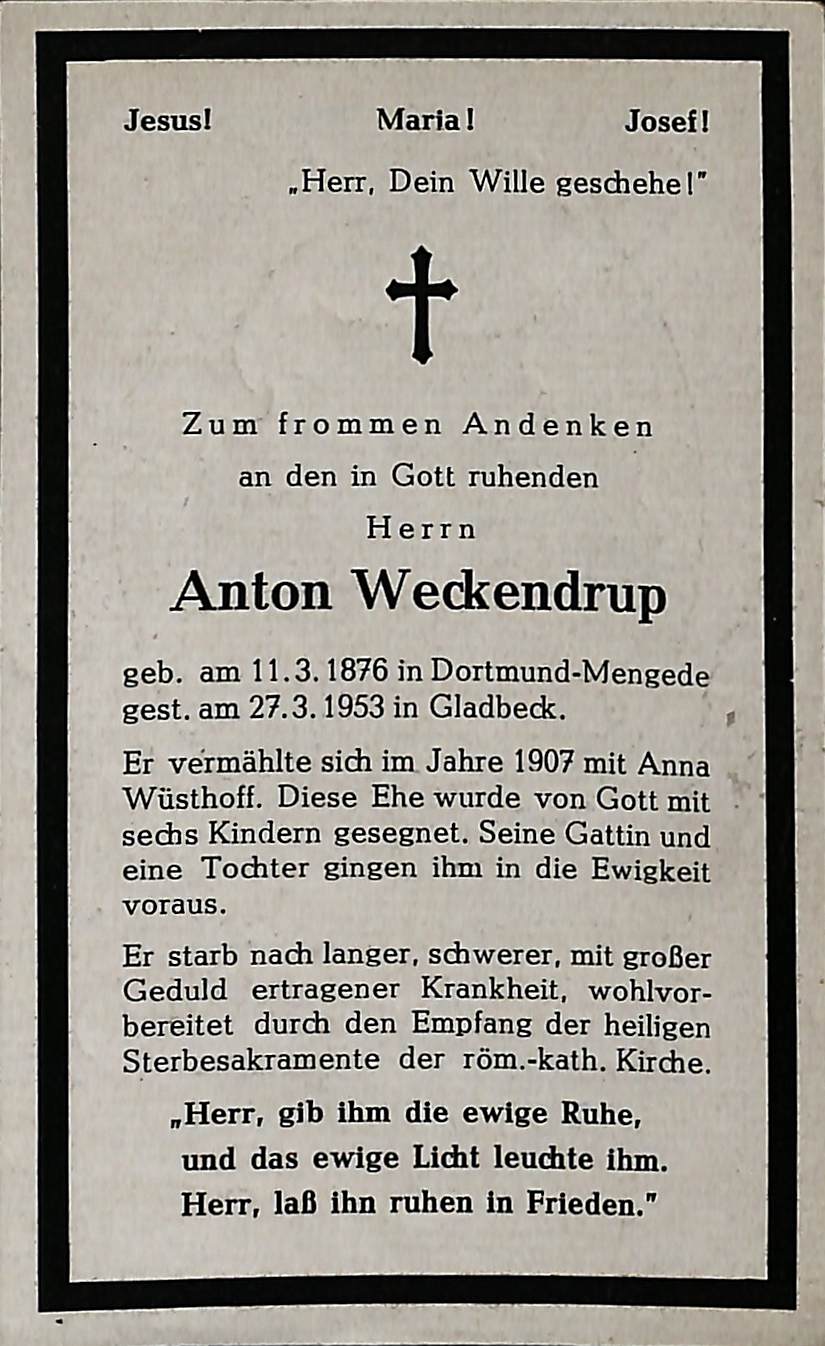 Jesus! Maria! Josef!
„Herr, Dein Wille geschehe!"
Zum frommen Andenken
an den in Gott ruhenden
Herrn
Anton Weckendrup
geb. am 11. 3. 1876 in Dortmund-Mengede
gest. am 27. 3. 1953 in Gladbeck.
Er vermählte sich im Jahre 1907 mit Anna
Wüsthoff. Diese Ehe wurde von Gott mit
sechs Kindern gesegnet. Seine Gattin und
eine Tochter gingen ihm in die Ewigkeit
voraus.
Er starb nach langer, schwerer, mit großer
Geduld ertragener Krankheit, wohlvor-
bereitet durch den Empfang der heiligen
Sterbesakramente der röm.-kath. Kirche.
„Herr, gib ihm die ewige Ruhe,
und das ewige Licht leuchte ihm.
Herr, laß ihn ruhen in Frieden."